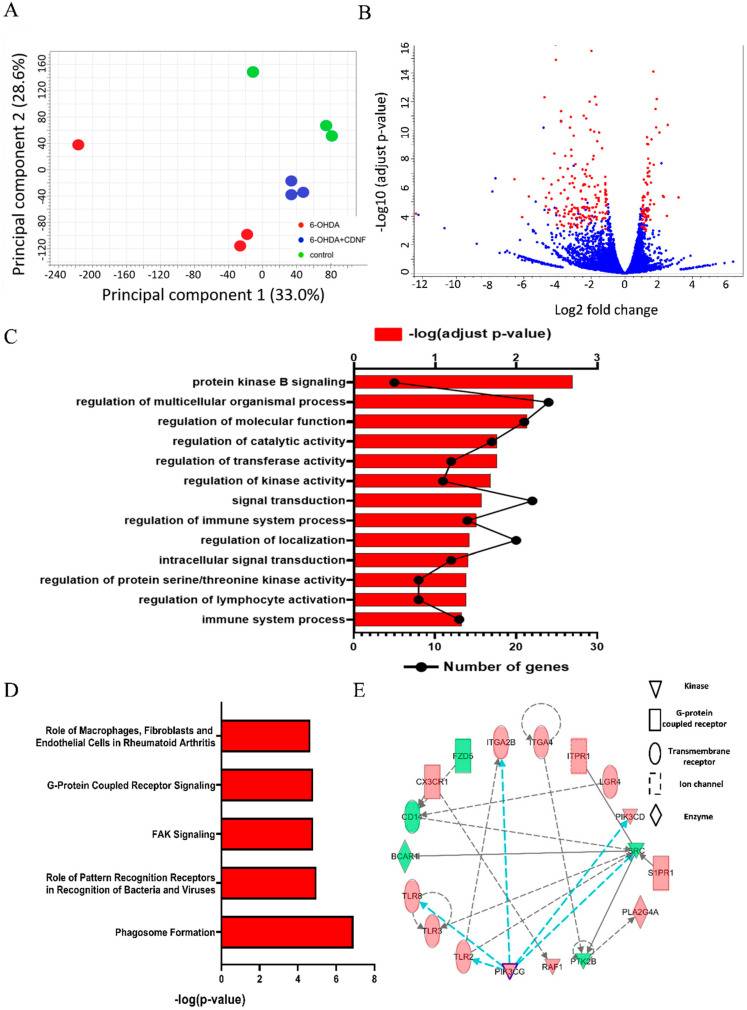 A
Principal component 2 (28.6%)
160
120
80
40
0
-40
-80
-120
6-OHDA
6-OHDA+CDNF
control
-240 -200 -160 -120 -80 -40 0 40 80
Principal component 1 (33.0%)
B
-Log10 (adjust p-value)
16
14
12
10
8
6
4
2
0
-12 -10 -8 -6 -4 -2 0 2 4 6
Log2 fold change
C
-log(adjust p-value)
0 1 2 3
protein kinase B signaling
regulation of multicellular organismal process
regulation of molecular function
regulation of catalytic activity
regulation of transferase activity
regulation of kinase activity
signal transduction
regulation of immune system process
regulation of localization
intracellular signal transduction
regulation of protein serine/threonine kinase activity
regulation of lymphocyte activation
immune system process
0 10 20 30
Number of genes
D
Role of Macrophages, Fibroblasts and
Endothelial Cells in Rheumatoid Arthritis
G-Protein Coupled Receptor Signaling
FAK Signaling
Role of Pattern Recognition Receptors
in Recognition of Bacteria and Viruses
Phagosome Formation
0 2 4 6 8
-log(p-value)
E
ITGA2B
ITGA4
FZD5
ITPR1
CX3CR1
LGR4
CD14
PIK3CD
BCAR1
SRC
S1PR1
TLR8
PLA2G4A
TLR3
TLR2
PIK3CG
RAF1
PTK2B
Kinase
G-protein
coupled receptor
Transmembrane
receptor
Ion channel
Enzyme